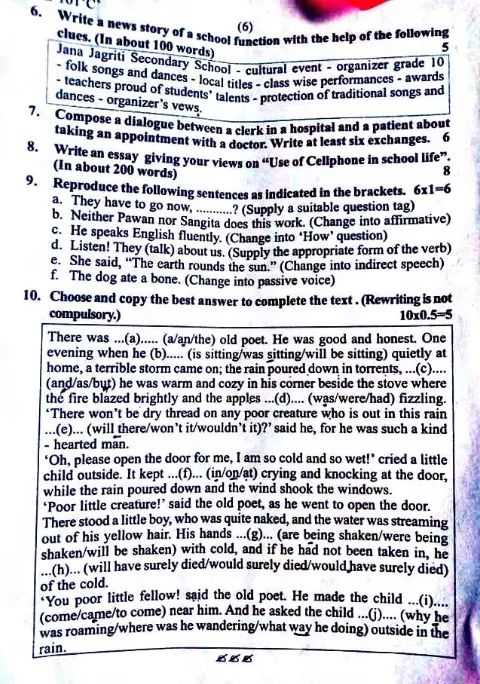 (6)
6. Write a news story of a school function with the help of the following
clues. (In about 100 words) 5
Jana Jagriti Secondary School - cultural event - organizer grade 10
- folk songs and dances - local titles - class wise performances - awards
- teachers proud of students' talents - protection of traditional songs and
dances - organizer's vews.
7. Compose a dialogue between a clerk in a hospital and a patient about
taking an appointment with a doctor. Write at least six exchanges. 6
8. Write an essay giving your views on "Use of Cellphone in school life".
(In about 200 words) 8
9. Reproduce the following sentences as indicated in the brackets. 6x1=6
a. They have to go now, ...........? (Supply a suitable question tag)
b. Neither Pawan nor Sangita does this work. (Change into affirmative)
c. He speaks English fluently. (Change into 'How' question)
d. Listen! They (talk) about us. (Supply the appropriate form of the verb)
e. She said, "The earth rounds the sun." (Change into indirect speech)
f. The dog ate a bone. (Change into passive voice)
10. Choose and copy the best answer to complete the text. (Rewriting is not
compulsory.) 10x0.5=5
There was ...(a)..... (a/an/the) old poet. He was good and honest. One
evening when he (b)..... (is sitting/was sitting/will be sitting) quietly at
home, a terrible storm came on; the rain poured down in torrents, ...(c)....
(and/as/but) he was warm and cozy in his corner beside the stove where
the fire blazed brightly and the apples ...(d).... (was/were/had) fizzling.
'There won't be dry thread on any poor creature who is out in this rain
...(e)... (will there/won't it/wouldn't it)?' said he, for he was such a kind
- hearted man.
'Oh, please open the door for me, I am so cold and so wet!' cried a little
child outside. It kept ...(f)... (in/on/at) crying and knocking at the door,
while the rain poured down and the wind shook the windows.
'Poor little creature!' said the old poet, as he went to open the door.
There stood a little boy, who was quite naked, and the water was streaming
out of his yellow hair. His hands ...(g)... (are being shaken/were being
shaken/will be shaken) with cold, and if he had not been taken in, he
...(h)... (will have surely died/would surely died/would have surely died)
of the cold.
'You poor little fellow! said the old poet. He made the child ...(i)....
(come/came/to come) near him. And he asked the child ...(j).... (why he
was roaming/where was he wandering/what way he doing) outside in the
rain.